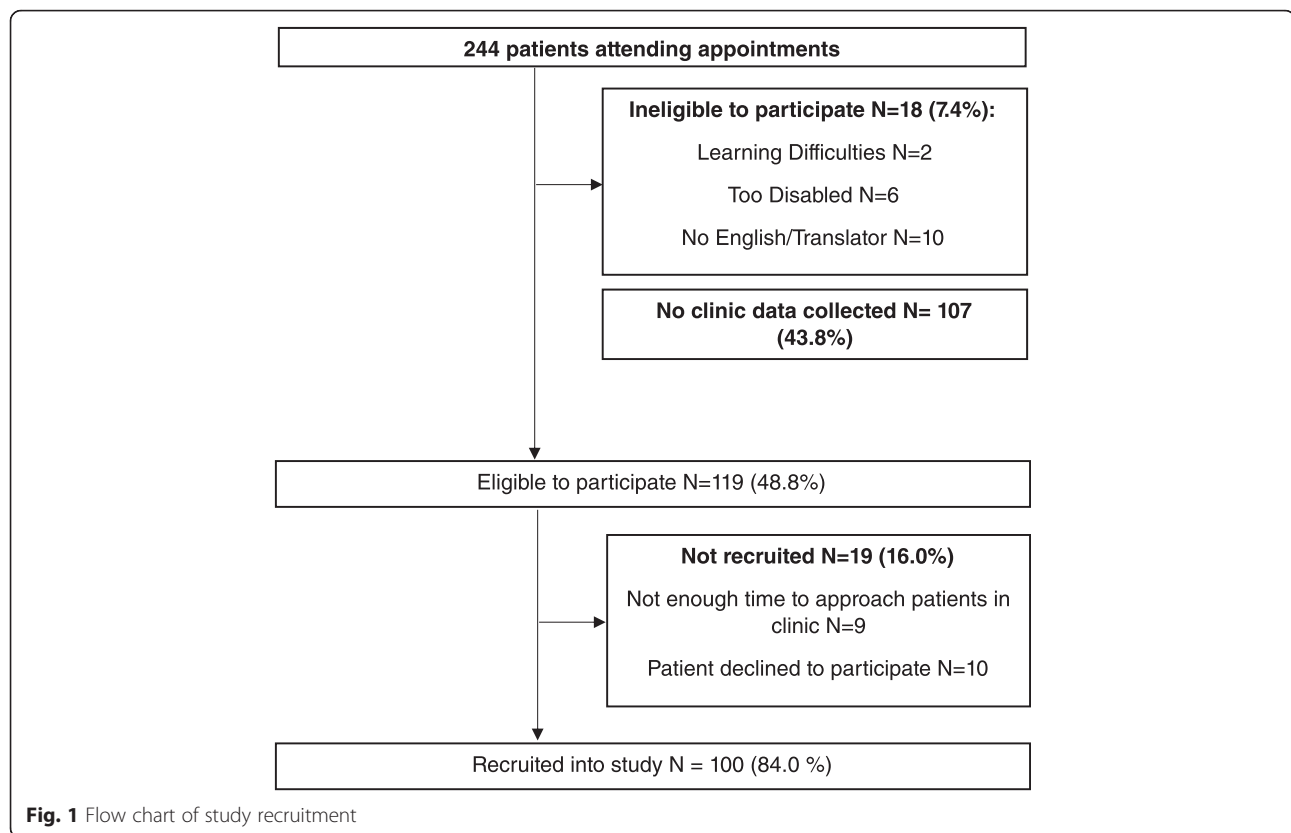 244 patients attending appointments
Ineligible to participate N=18 (7.4%):
Learning Difficulties N=2
Too Disabled N=6
No English/Translator N=10
No clinic data collected N= 107
(43.8%)
Eligible to participate N=119 (48.8%)
Not recruited N=19 (16.0%)
Not enough time to approach patients in
clinic N=9
Patient declined to participate N=10
Recruited into study N = 100 (84.0 %)
Fig. 1 Flow chart of study recruitment